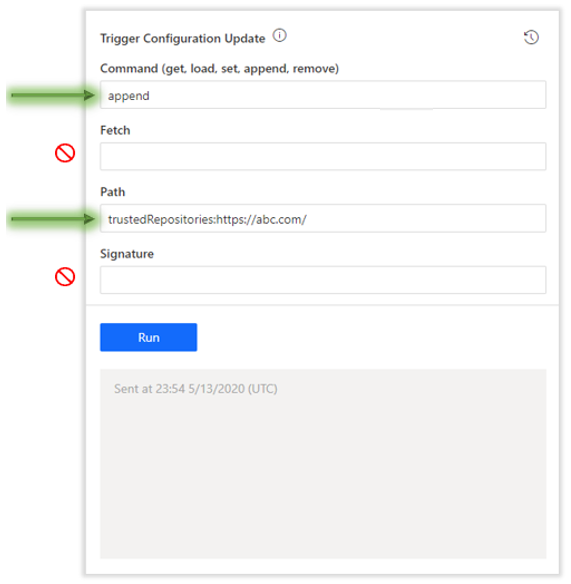 Trigger Configuration Update
Command (get, load, set, append, remove)
append
Fetch
Path
trustedRepositories:https://abc.com/
Signature
Run
Sent at 23:54 5/13/2020 (UTC)